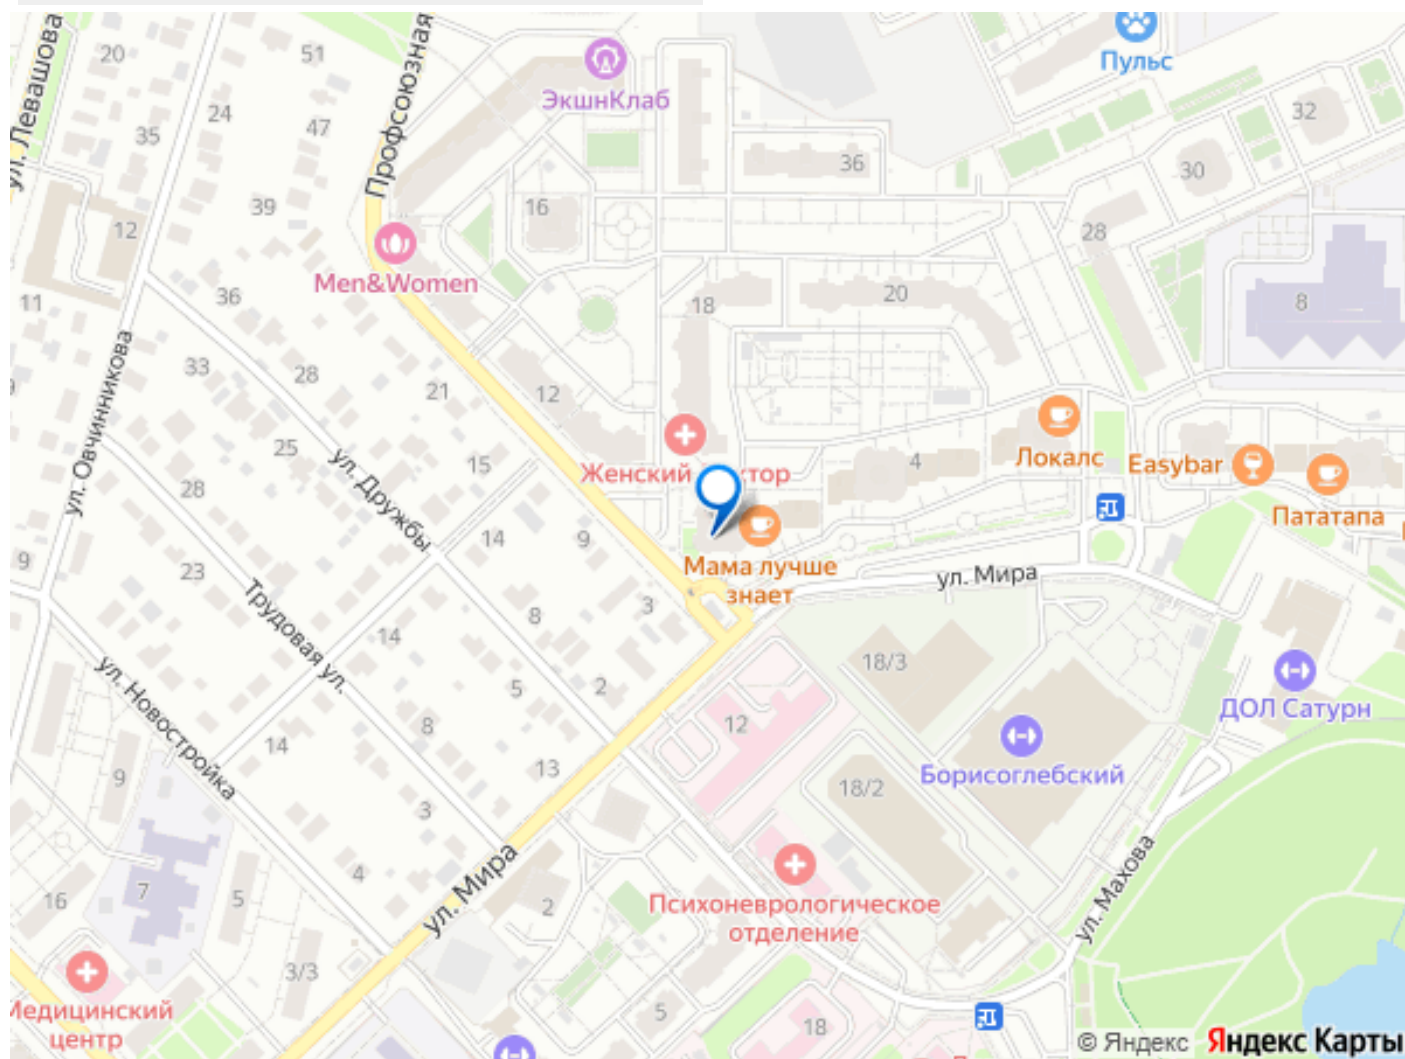 ул. Левашова
20
51
Профсоюзная
ЭкшнКлаб
Пульс
24
47
35
32
36
30
39
16
12
28
Men&Women
36
11
18
20
8
ул. Овчинникова
33
28
21
12
Женский
тор
Локалс
Easybar
Пататапа
25
ул. Дружбы
15
4
28
14
9
Мама лучше
знает
ул. Мира
9
23
Трудовая ул.
8
3
14
18/3
ул. Новостройка
5
2
ДОЛ Сатурн
8
12
Борисоглебский
14
13
18/2
9
3
ул. Мира
ул. Махова
4
7
5
16
2
Психоневрологическое
отделение
3/3
Медицинский
центр
5
18
© Яндекс Яндекс Карты